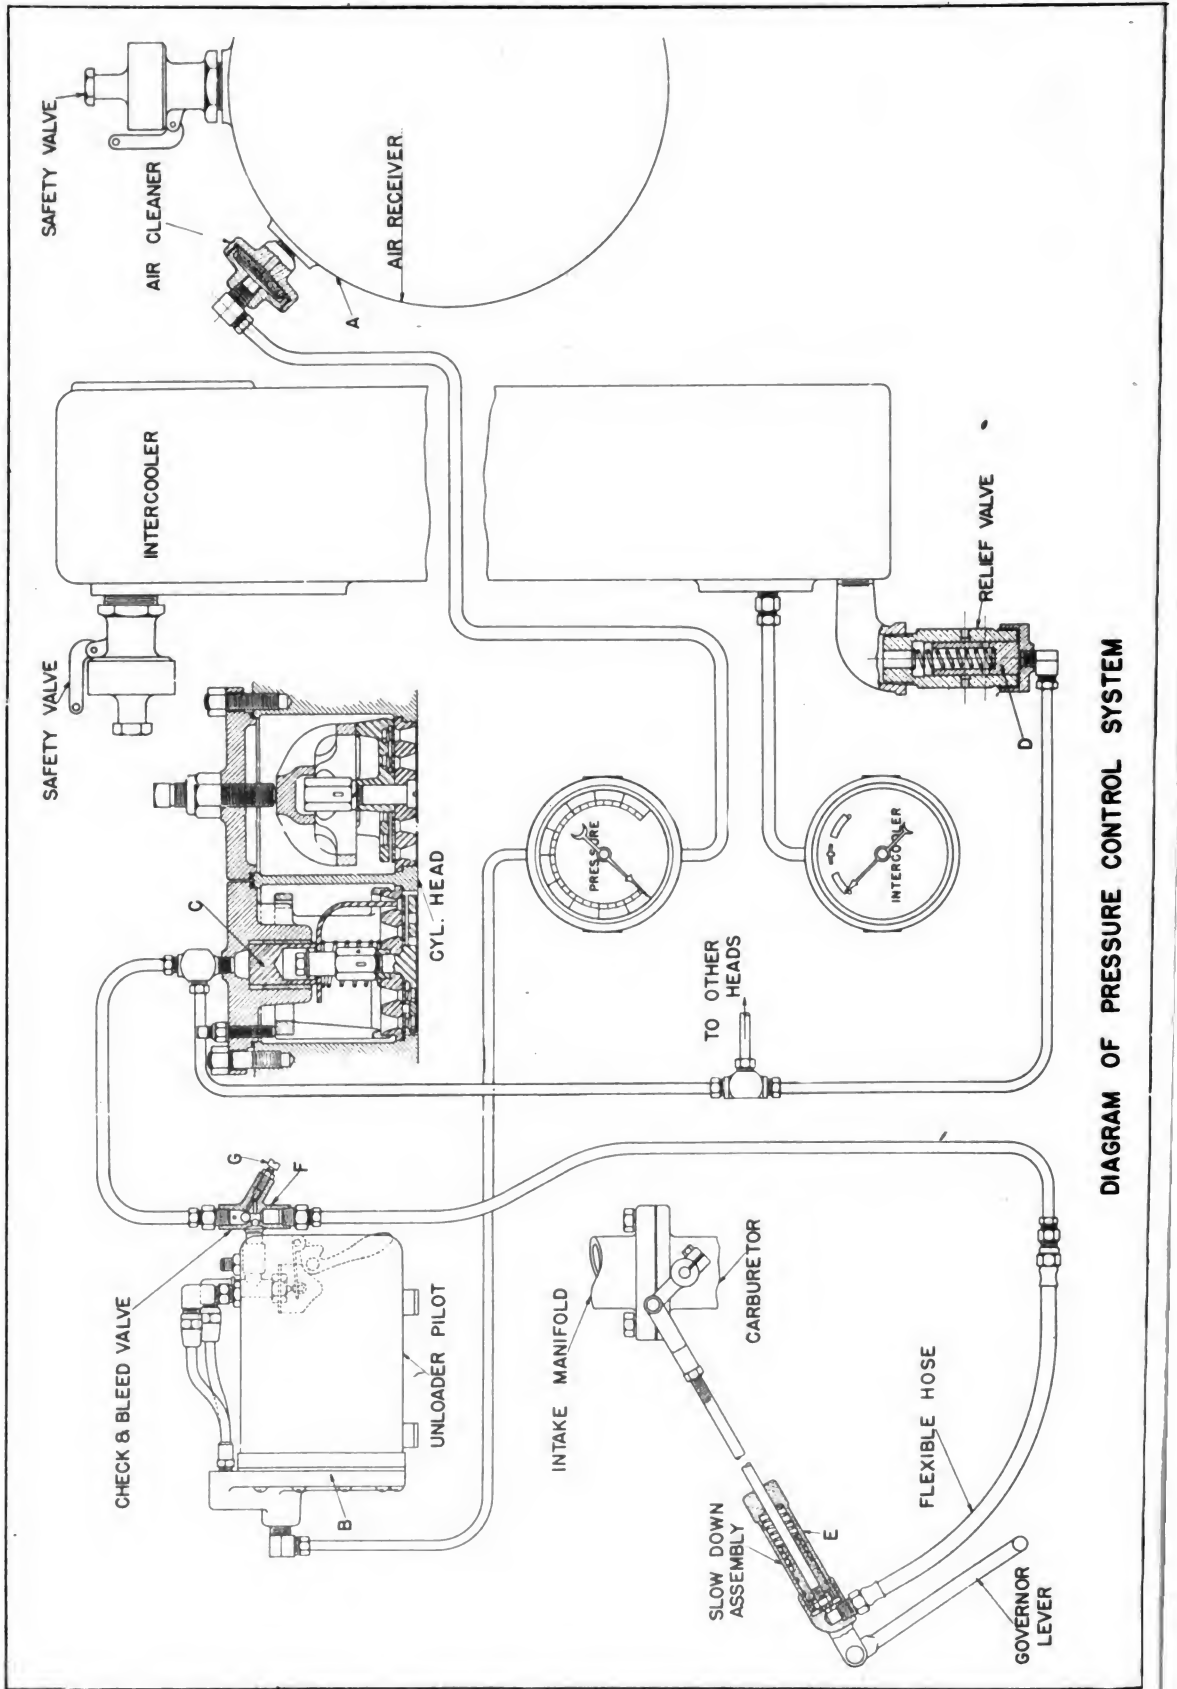 SAFETY VALVE
AIR CLEANER
AIR RECEIVER
A
INTERCOOLER
SAFETY VALVE
RELIEF VALVE
D
C
CYL. HEAD
PRESSURE
INTERCOOLER
TO OTHER
HEADS
G
F
CHECK & BLEED VALVE
UNLOADER PILOT
B
INTAKE MANIFOLD
CARBURETOR
SLOW DOWN
ASSEMBLY
E
FLEXIBLE HOSE
GOVERNOR
LEVER
DIAGRAM OF PRESSURE CONTROL SYSTEM